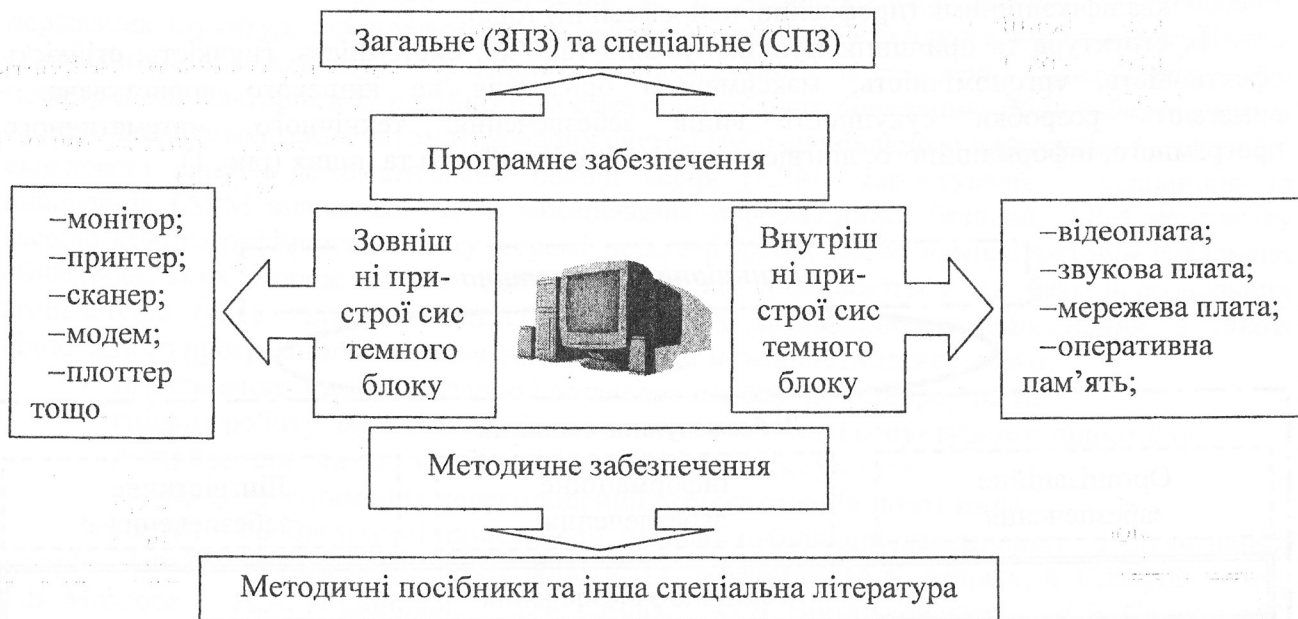 Загальне (ЗПЗ) та спеціальне (СПЗ)
Програмне забезпечення
–монітор;
–принтер;
–сканер;
–модем;
–плоттер
тощо
Зовніш
ні при-
строї сис
темного
блоку
Внутріш
ні при-
строї сис
темного
блоку
–відеоплата;
–звукова плата;
–мережева плата;
–оперативна
пам’ять;
Методичне забезпечення
Методичні посібники та інша спеціальна література